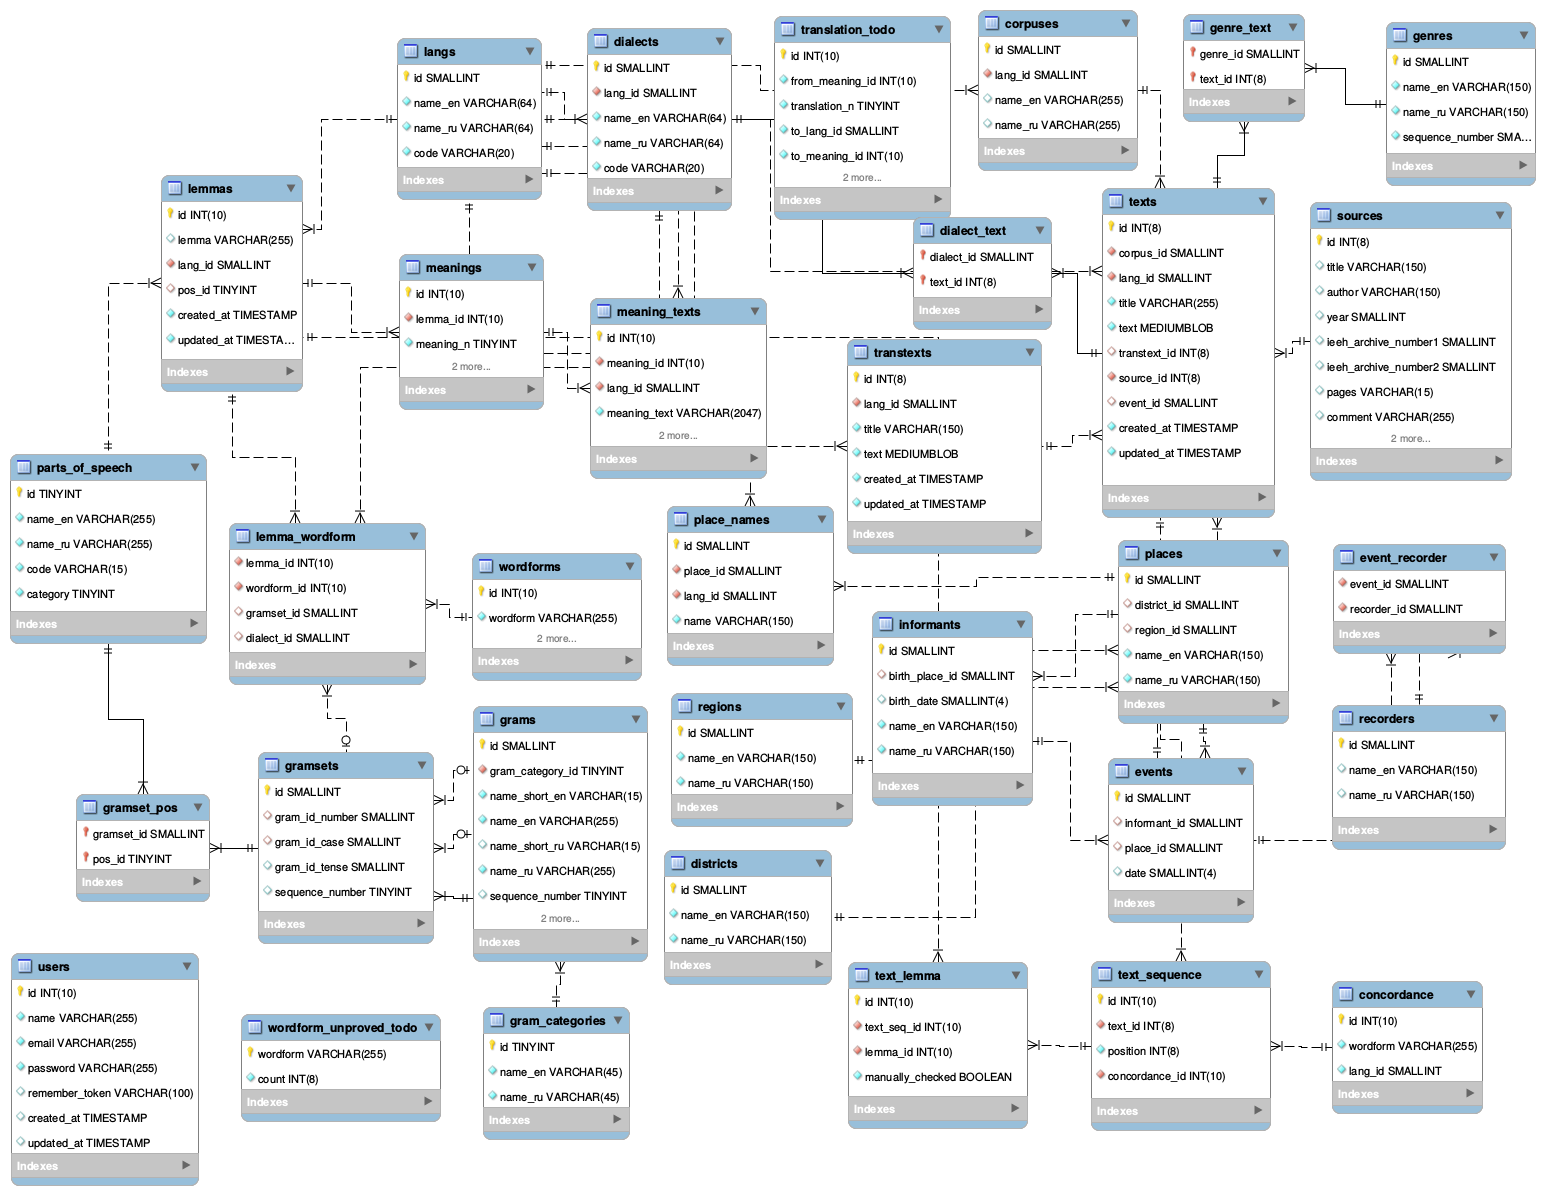 langs
id SMALLINT
name_en VARCHAR(64)
name_ru VARCHAR(64)
code VARCHAR(20)
Indexes
dialects
id SMALLINT
lang_id SMALLINT
name_en VARCHAR(64)
name_ru VARCHAR(64)
code VARCHAR(20)
Indexes
translation_todo
id INT(10)
from_meaning_id INT(10)
translation_n TINYINT
to_lang_id SMALLINT
to_meaning_id INT(10)
2 more...
Indexes
corpuses
id SMALLINT
lang_id SMALLINT
name_en VARCHAR(255)
name_ru VARCHAR(255)
Indexes
genre_text
genre_id SMALLINT
text_id INT(8)
Indexes
genres
id SMALLINT
name_en VARCHAR(150)
name_ru VARCHAR(150)
sequence_number SMA...
Indexes
lemmas
id INT(10)
lemma VARCHAR(255)
lang_id SMALLINT
pos_id TINYINT
created_at TIMESTAMP
updated_at TIMESTA...
Indexes
meanings
id INT(10)
lemma_id INT(10)
meaning_n TINYINT
2 more...
Indexes
meaning_texts
id INT(10)
meaning_id INT(10)
lang_id SMALLINT
meaning_text VARCHAR(2047)
2 more...
Indexes
dialect_text
dialect_id SMALLINT
text_id INT(8)
Indexes
texts
id INT(8)
corpus_id SMALLINT
lang_id SMALLINT
title VARCHAR(255)
text MEDIUMBLOB
transtext_id INT(8)
source_id INT(8)
event_id SMALLINT
created_at TIMESTAMP
updated_at TIMESTAMP
Indexes
sources
id INT(8)
title VARCHAR(150)
author VARCHAR(150)
year SMALLINT
ieeh_archive_number1 SMALLINT
ieeh_archive_number2 SMALLINT
pages VARCHAR(15)
comment VARCHAR(255)
2 more...
Indexes
transtexts
id INT(8)
lang_id SMALLINT
title VARCHAR(150)
text MEDIUMBLOB
created_at TIMESTAMP
updated_at TIMESTAMP
Indexes
parts_of_speech
id TINYINT
name_en VARCHAR(255)
name_ru VARCHAR(255)
code VARCHAR(15)
category TINYINT
Indexes
lemma_wordform
lemma_id INT(10)
wordform_id INT(10)
gramset_id SMALLINT
dialect_id SMALLINT
Indexes
wordforms
id INT(10)
wordform VARCHAR(255)
2 more...
Indexes
place_names
id SMALLINT
place_id SMALLINT
lang_id SMALLINT
name VARCHAR(150)
Indexes
places
id SMALLINT
district_id SMALLINT
region_id SMALLINT
name_en VARCHAR(150)
name_ru VARCHAR(150)
Indexes
event_recorder
event_id SMALLINT
recorder_id SMALLINT
Indexes
informants
id SMALLINT
birth_place_id SMALLINT
birth_date SMALLINT(4)
name_en VARCHAR(150)
name_ru VARCHAR(150)
Indexes
regions
id SMALLINT
name_en VARCHAR(150)
name_ru VARCHAR(150)
Indexes
recorders
id SMALLINT
name_en VARCHAR(150)
name_ru VARCHAR(150)
Indexes
grams
id SMALLINT
gram_category_id TINYINT
name_short_en VARCHAR(15)
name_en VARCHAR(255)
name_short_ru VARCHAR(15)
name_ru VARCHAR(255)
sequence_number TINYINT
2 more...
Indexes
gramsets
id SMALLINT
gram_id_number SMALLINT
gram_id_case SMALLINT
gram_id_tense SMALLINT
sequence_number TINYINT
Indexes
gramset_pos
gramset_id SMALLINT
pos_id TINYINT
Indexes
events
id SMALLINT
informant_id SMALLINT
place_id SMALLINT
date SMALLINT(4)
Indexes
districts
id SMALLINT
name_en VARCHAR(150)
name_ru VARCHAR(150)
Indexes
users
id INT(10)
name VARCHAR(255)
email VARCHAR(255)
password VARCHAR(255)
remember_token VARCHAR(100)
created_at TIMESTAMP
updated_at TIMESTAMP
Indexes
wordform_unproved_todo
wordform VARCHAR(255)
count INT(8)
Indexes
gram_categories
id TINYINT
name_en VARCHAR(45)
name_ru VARCHAR(45)
Indexes
text_lemma
id INT(10)
text_seq_id INT(10)
lemma_id INT(10)
manually_checked BOOLEAN
Indexes
text_sequence
id INT(10)
text_id INT(8)
position INT(8)
concordance_id INT(10)
Indexes
concordance
id INT(10)
wordform VARCHAR(255)
lang_id SMALLINT
Indexes